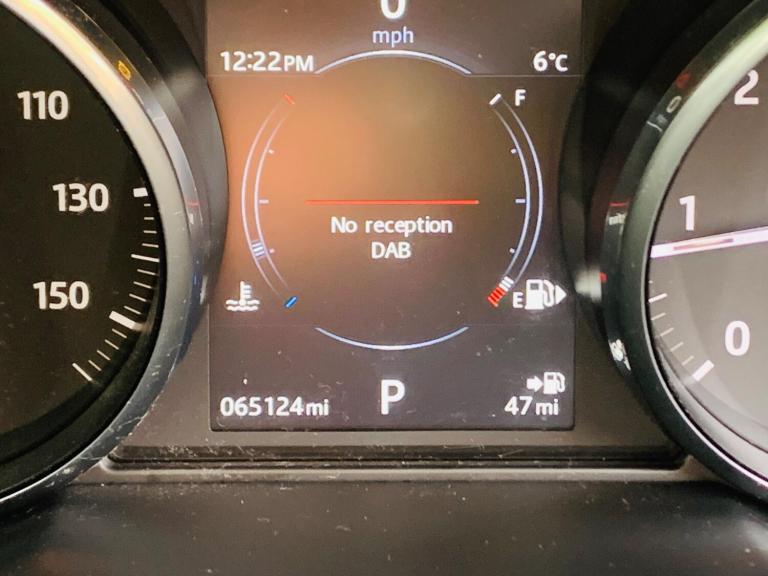 0
mph
12:22PM
6°C
110
130
150
F
No reception
DAB
E
P
065124mi
47mi
2
1
0